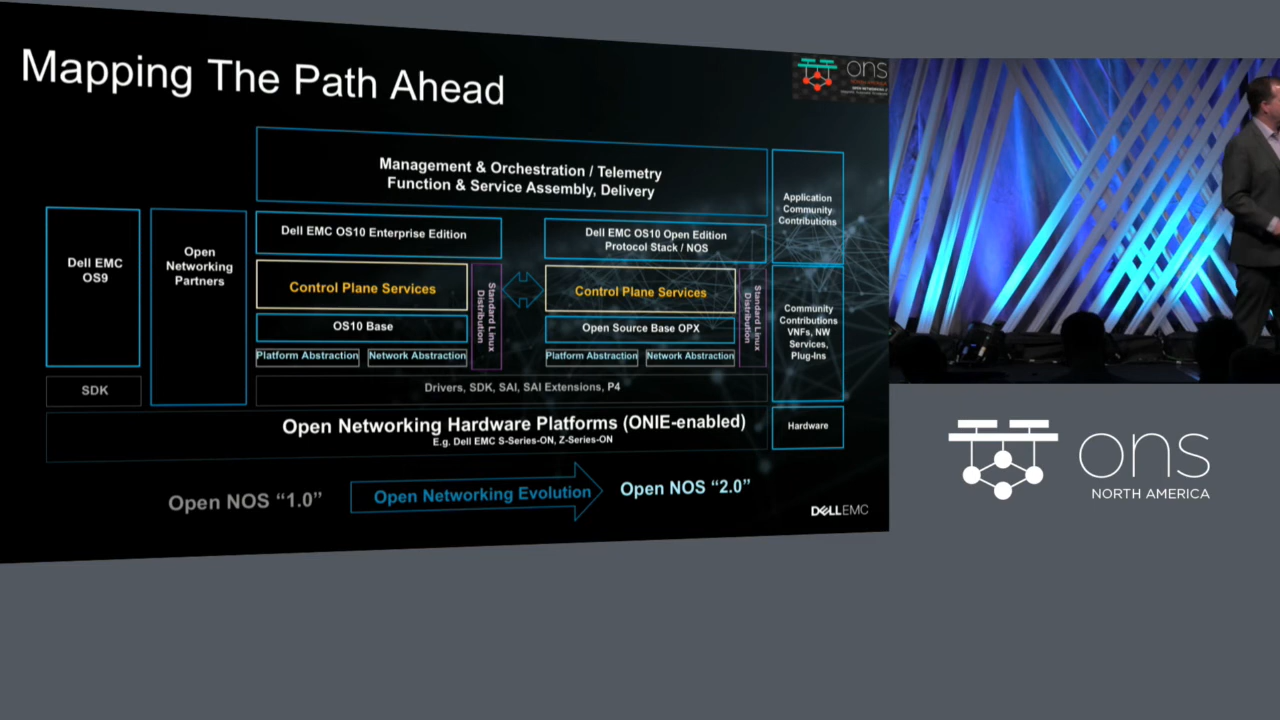 Mapping The Path Ahead
ons
Management & Orchestration / Telemetry
Function & Service Assembly, Delivery
Application
Community
Contributions
Dell EMC
OS9
Open
Networking
Partners
Dell EMC OS10 Enterprise Edition
Dell EMC OS10 Open Edition
Protocol Stack / NOS
Control Plane Services
Standard Linux
Distribution
Control Plane Services
Standard Linux
Distribution
Community
Contributions
VNFs, NW
Services,
Plug-Ins
OS10 Base
Open Source Base OPX
Platform Abstraction
Network Abstraction
Platform Abstraction
Network Abstraction
SDK
Drivers, SDK, SAI, SAI Extensions, P4
Open Networking Hardware Platforms (ONIE-enabled)
E.g. Dell EMC S-Series-ON, Z-Series-ON
Hardware
Open NOS “1.0”
Open Networking Evolution
Open NOS “2.0”
DELLEMC
ons
NORTH AMERICA